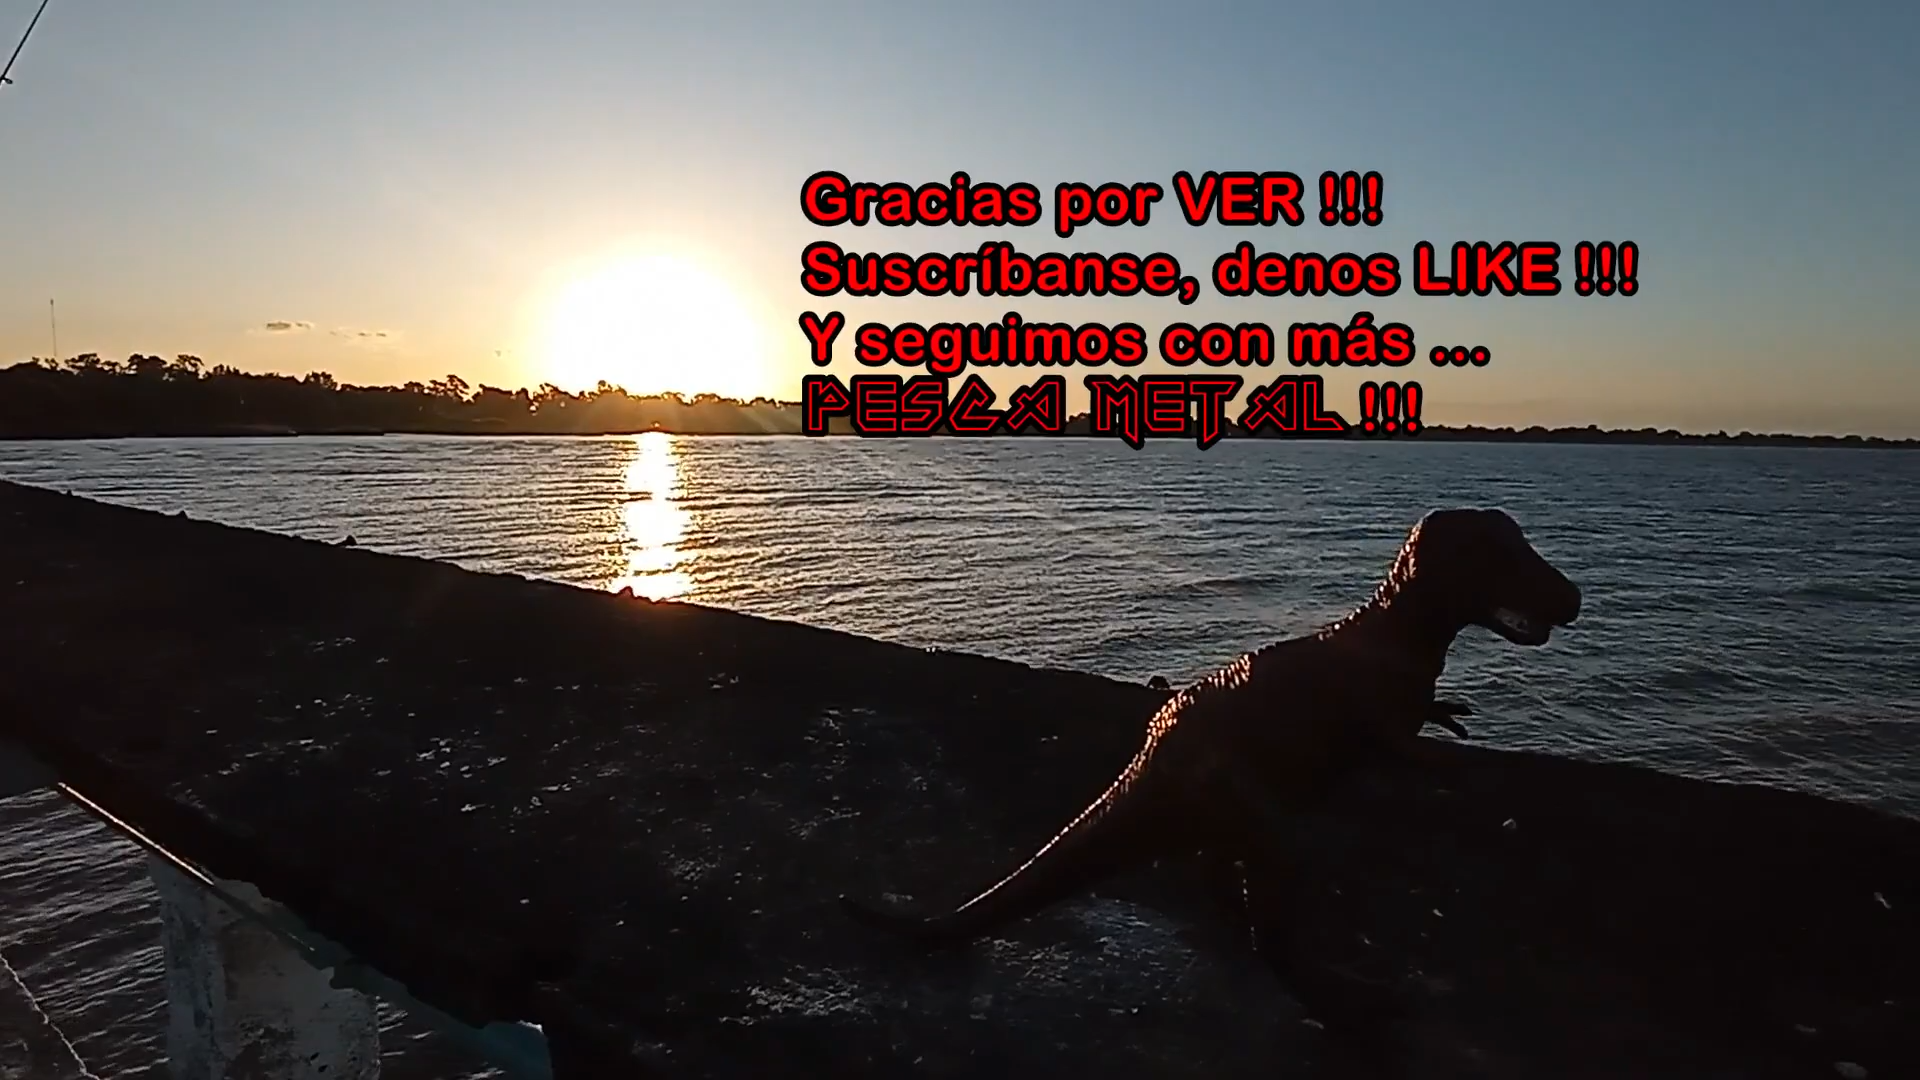 Gracias por VER !!!
Suscríbanse, denos LIKE !!!
Y seguimos con más ...
PESCA METAL !!!